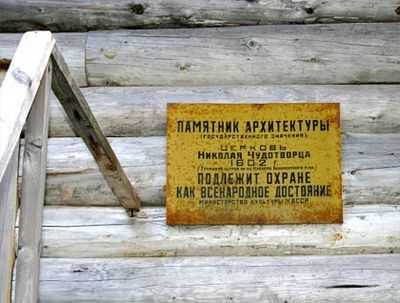 ПАМЯТНИК АРХИТЕКТУРЫ
(ГОСУДАРСТВЕННОГО ЗНАЧЕНИЯ)
ЦЕРКОВЬ
НИКОЛАЯ ЧУДОТВОРЦА
1602 Г.
ПОДЛЕЖИТ ОХРАНЕ
КАК ВСЕНАРОДНОЕ ДОСТОЯНИЕ
МИНИСТЕРСТВО КУЛЬТУРЫ КАССР